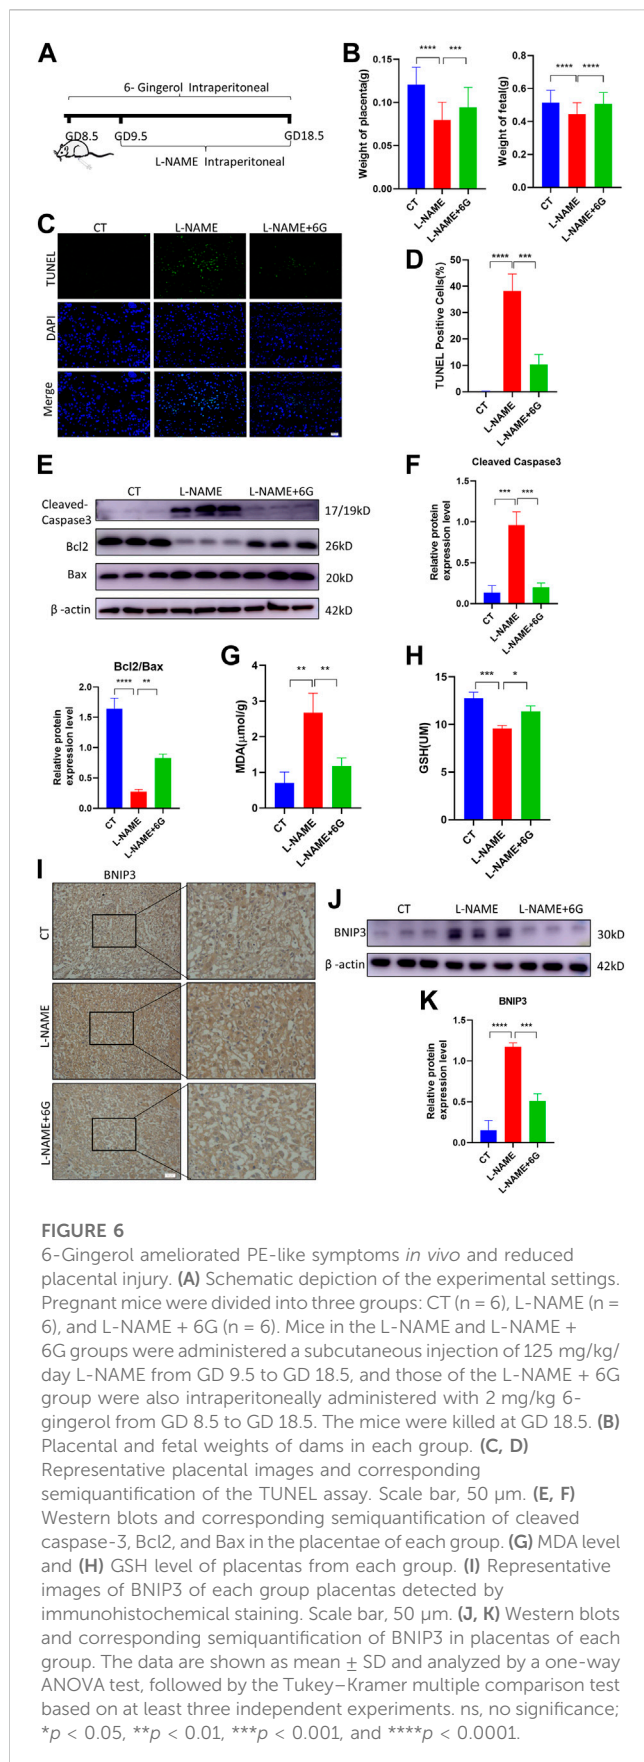 A
6- Gingerol Intraperitoneal
GD8.5
GD9.5
GD18.5
L-NAME Intraperitoneal
B
Weight of placenta(g)
0.15
0.10
0.05
0.00
****
***
CT
L-NAME
L-NAME+6G
Weight of fetal(g)
0.8
0.6
0.4
0.2
0.0
****
****
CT
L-NAME
L-NAME+6G
C
CT
L-NAME
L-NAME+6G
TUNEL
DAPI
Merge
D
TUNEL Positive Cells(%)
50
40
30
20
10
0
****
***
CT
L-NAME
L-NAME+6G
E
CT
L-NAME
L-NAME+6G
Cleaved-
Caspase3
17/19kD
Bcl2
26kD
Bax
20kD
β -actin
42kD
F
Cleaved Caspase3
Relative protein
expression level
1.5
1.0
0.5
0.0
***
***
CT
L-NAME
L-NAME+6G
Bcl2/Bax
Relative protein
expression level
2.0
1.5
1.0
0.5
0.0
****
**
CT
L-NAME
L-NAME+6G
G
MDA(μmol/g)
4
3
2
1
0
**
**
CT
L-NAME
L-NAME+6G
H
GSH(UM)
15
10
5
0
***
*
CT
L-NAME
L-NAME+6G
I
BNIP3
CT
L-NAME
L-NAME+6G
J
CT
L-NAME
L-NAME+6G
BNIP3
30kD
β -actin
42kD
K
BNIP3
Relative protein
expression level
1.5
1.0
0.5
0.0
****
***
CT
L-NAME
L-NAME+6G
FIGURE 6
6-Gingerol ameliorated PE-like symptoms in vivo and reduced
placental injury. (A) Schematic depiction of the experimental settings.
Pregnant mice were divided into three groups: CT (n = 6), L-NAME (n =
6), and L-NAME + 6G (n = 6). Mice in the L-NAME and L-NAME +
6G groups were administered a subcutaneous injection of 125 mg/kg/
day L-NAME from GD 9.5 to GD 18.5, and those of the L-NAME + 6G
group were also intraperitoneally administered with 2 mg/kg 6-
gingerol from GD 8.5 to GD 18.5. The mice were killed at GD 18.5. (B)
Placental and fetal weights of dams in each group. (C, D)
Representative placental images and corresponding
semiquantification of the TUNEL assay. Scale bar, 50 μm. (E, F)
Western blots and corresponding semiquantification of cleaved
caspase-3, Bcl2, and Bax in the placentae of each group. (G) MDA level
and (H) GSH level of placentas from each group. (I) Representative
images of BNIP3 of each group placentas detected by
immunohistochemical staining. Scale bar, 50 μm. (J, K) Western blots
and corresponding semiquantification of BNIP3 in placentas of each
group. The data are shown as mean ± SD and analyzed by a one-way
ANOVA test, followed by the Tukey–Kramer multiple comparison test
based on at least three independent experiments. ns, no significance;
*p < 0.05, **p < 0.01, ***p < 0.001, and ****p < 0.0001.